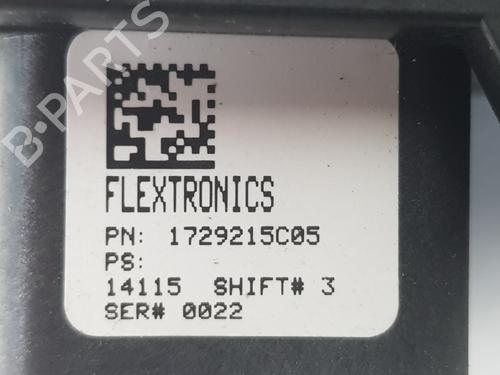 B-PARTS
FLEXTRONICS
PN: 1729215C05
PS:
14115 SHIFT# 3
SER# 0022